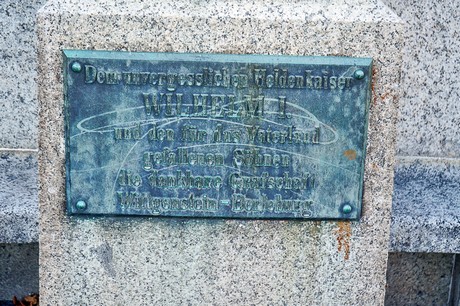 Dem unvergesslichen Heldenkaiser
WILHELM I
und den für das Vaterland
gefallenen Söhnen
die dankbare Grafschaft
Wittgenstein - Berleburg